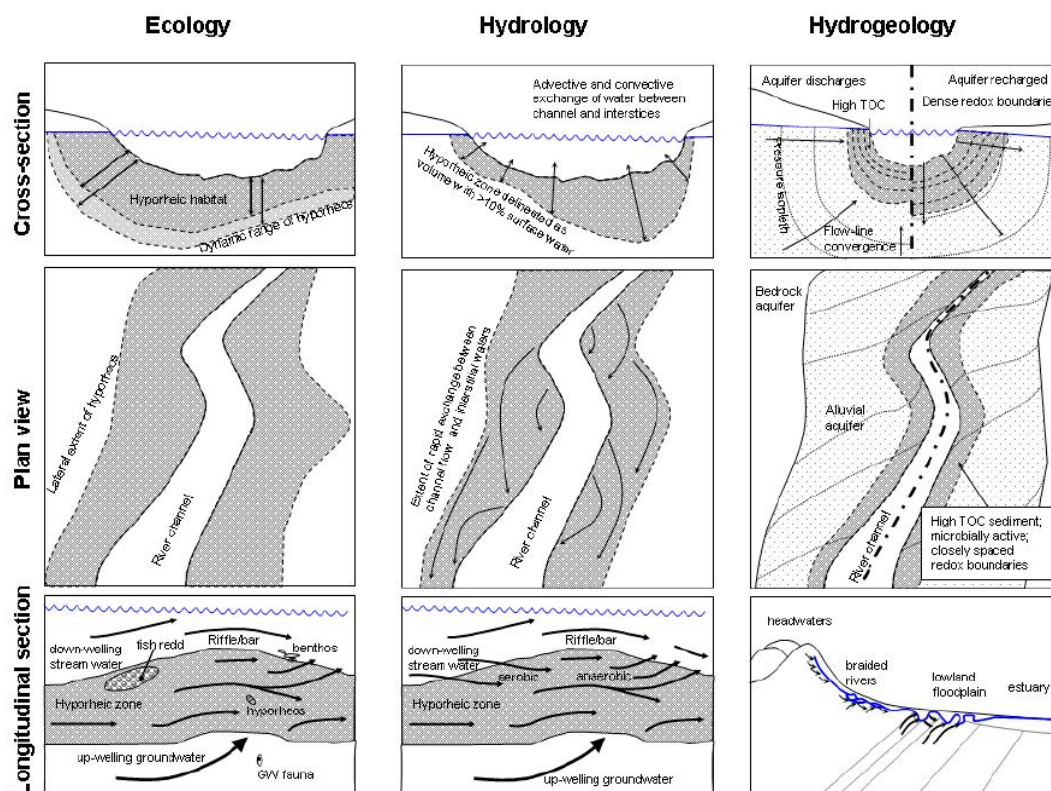 Ecology
Hydrology
Hydrogeology
Cross-section
Hyporheic habitat
Dynamic range of hyporheos
Advective and convective
exchange of water between
channel and interstices
Hyporheic zone delineated as
volume with >10% surface water
Aquifer discharges
Aquifer recharged
High TOC
Dense redox boundaries
Pressure isopleth
Flow-line
convergence
Plan view
Lateral extent of hyporheos
River channel
Extent of rapid exchange between
channel flow and interstitial waters
River channel
Bedrock
aquifer
Alluvial
aquifer
River channel
High TOC sediment;
microbially active;
closely spaced
redox boundaries
Longitudinal section
down-welling
stream water
fish redd
Riffle/bar
benthos
Hyporheic zone
hyporheos
up-welling groundwater
GW fauna
down-welling
stream water
Riffle/bar
aerobic
anaerobic
Hyporheic zone
up-welling groundwater
headwaters
braided
rivers
lowland
floodplain
estuary